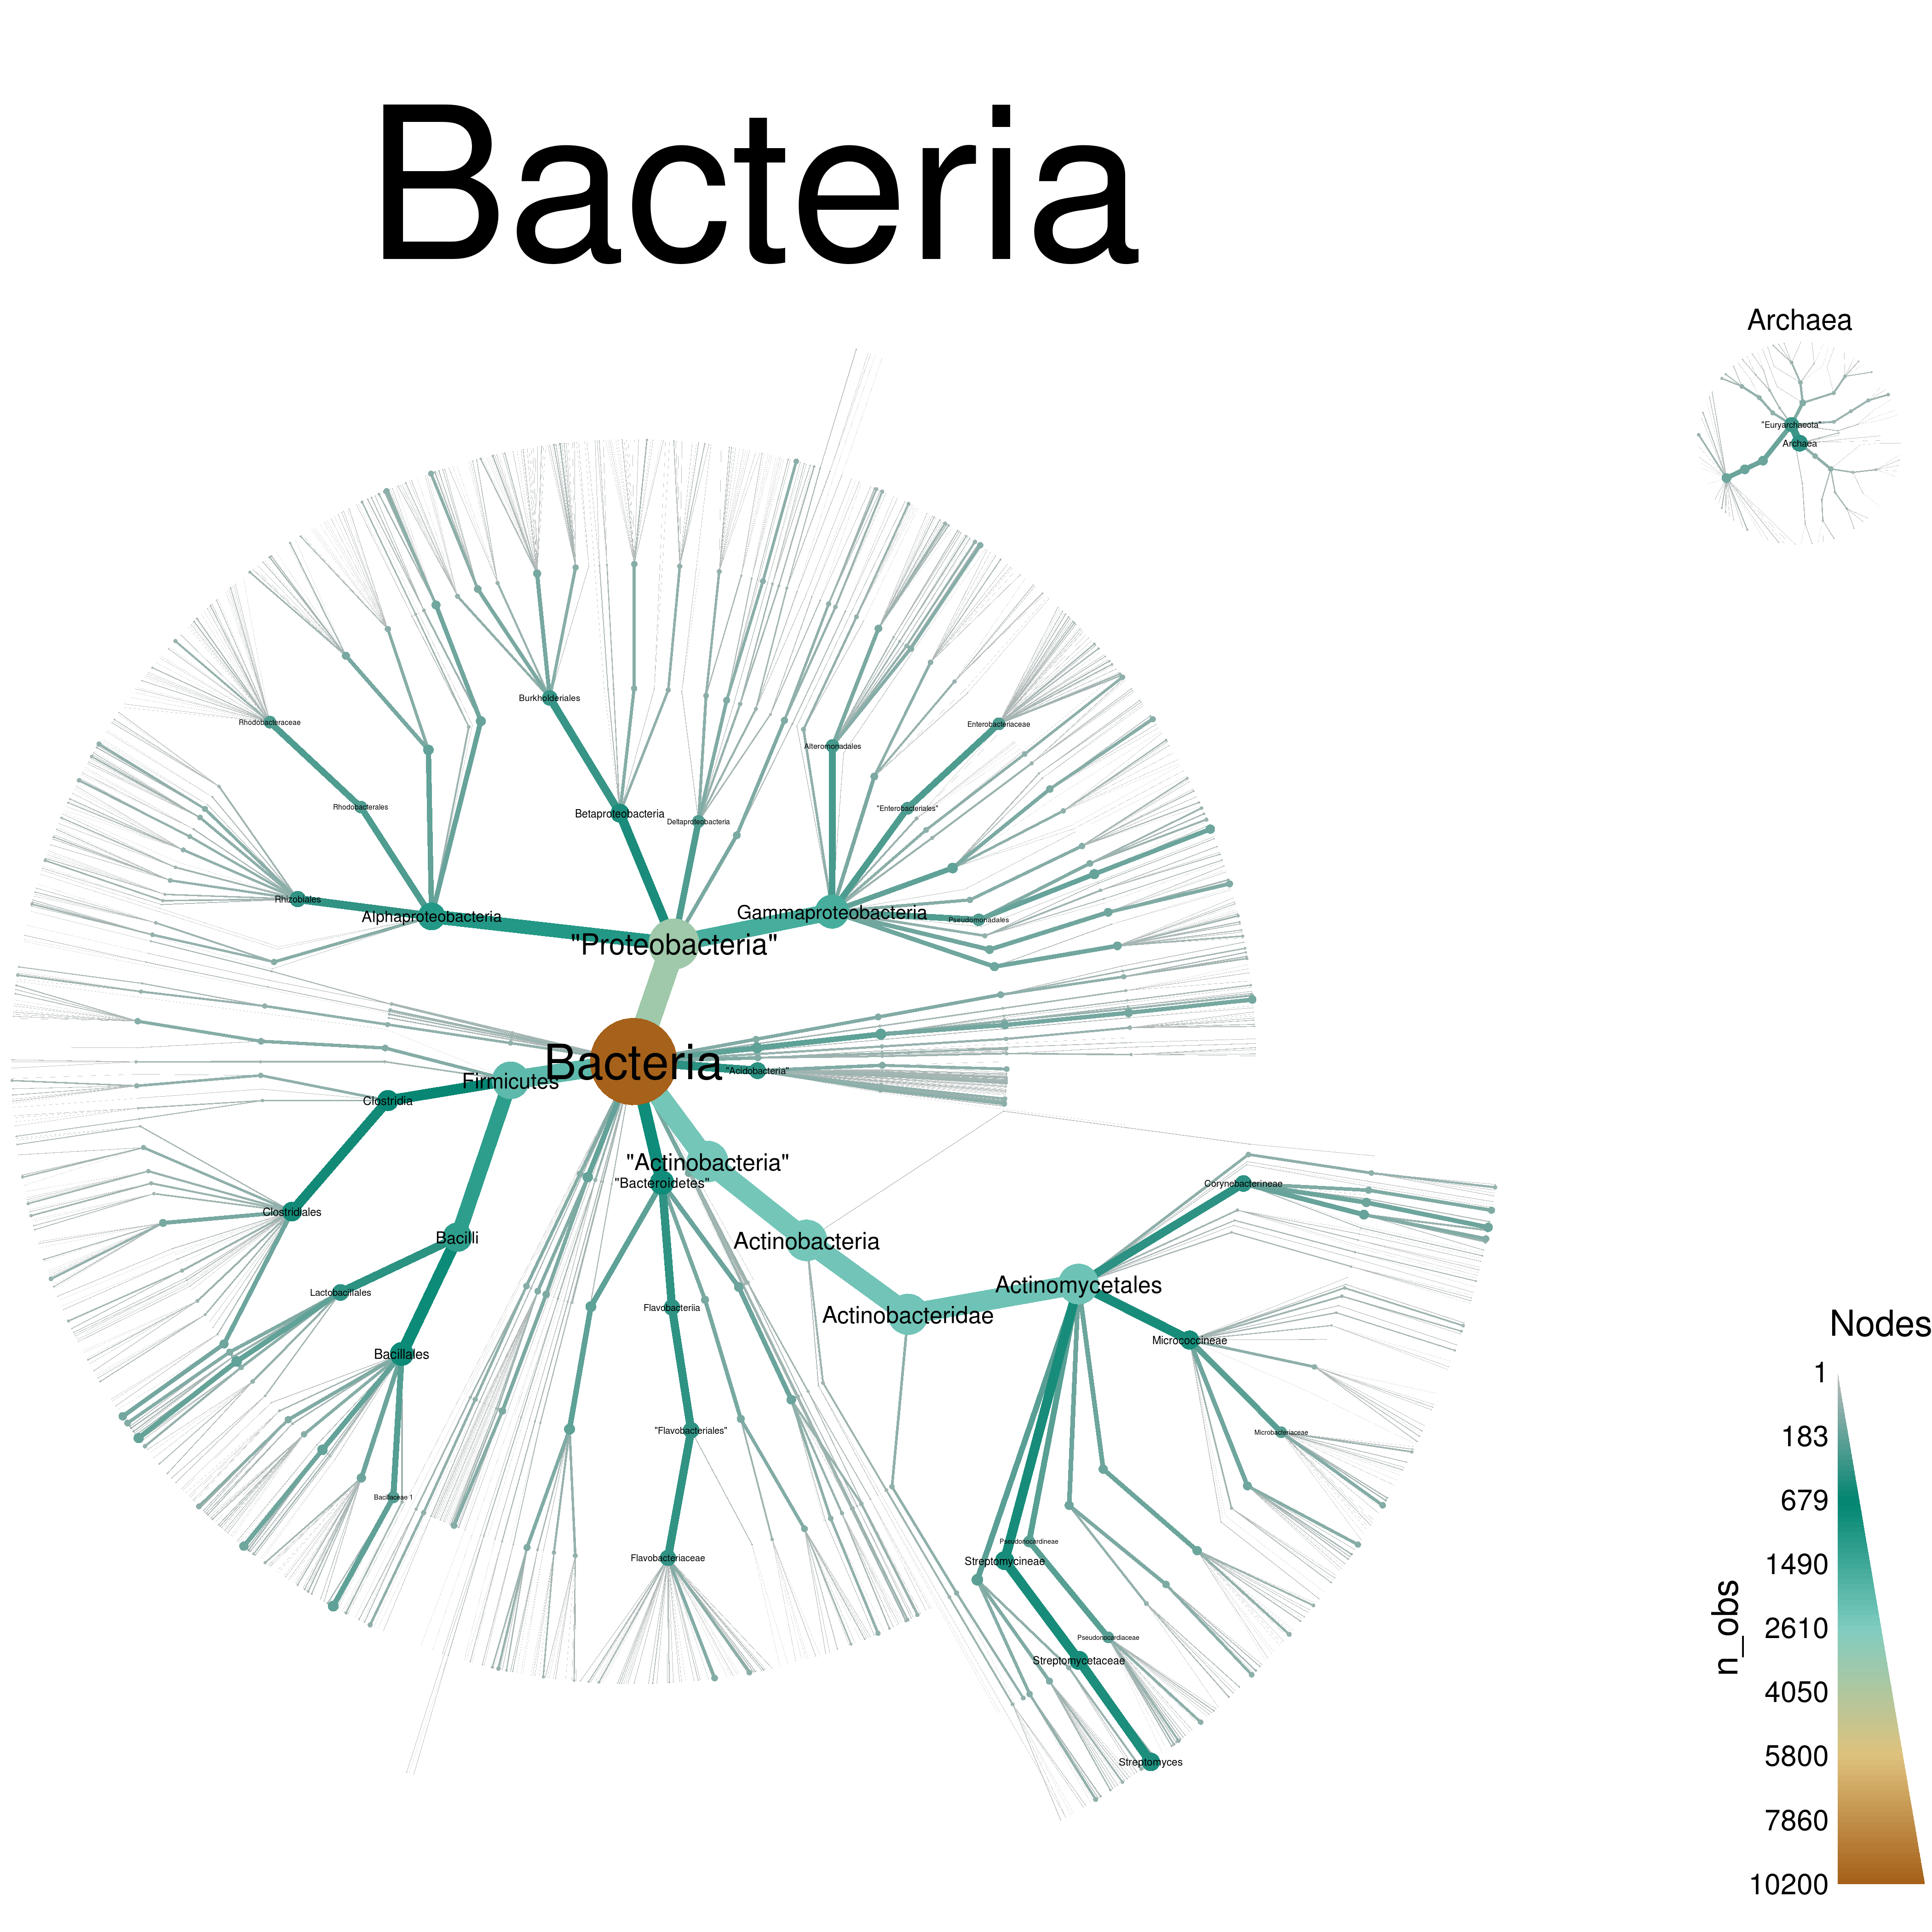 Bacteria
Archaea
"Euryarchaeota"
Archaea
Burkholderiales
Rhodobacteraceae
Enterobacteriaceae
Alteromonadales
Rhodobacterales
"Enterobacteriales"
Betaproteobacteria
Deltaproteobacteria
Rhizobiales
Alphaproteobacteria
Gammaproteobacteria
Pseudomonadales
"Proteobacteria"
Bacteria
"Acidobacteria"
Firmicutes
Clostridia
"Actinobacteria"
"Bacteroidetes"
Corynebacterineae
Clostridiales
Bacilli
Actinobacteria
Actinomycetales
Lactobacillales
Flavobacteriia
Actinobacteridae
Micrococcineae
Bacillales
"Flavobacteriales"
Microbacteriaceae
Bacillaceae 1
Pseudonocardineae
Flavobacteriaceae
Streptomycineae
Pseudonocardiaceae
Streptomycetaceae
Streptomyces
Nodes
1
183
679
1490
2610
4050
5800
7860
10200
n_obs